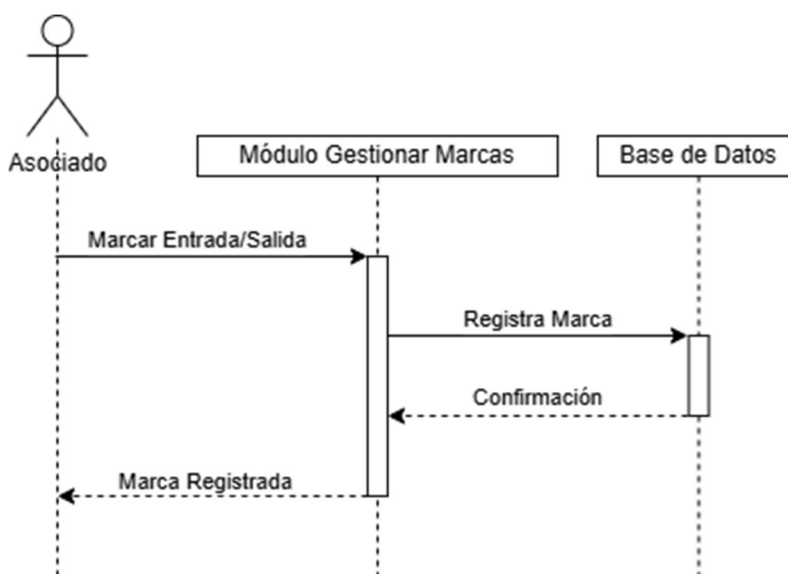 Asociado
Módulo Gestionar Marcas
Base de Datos
Marcar Entrada/Salida
Registra Marca
Confirmación
Marca Registrada